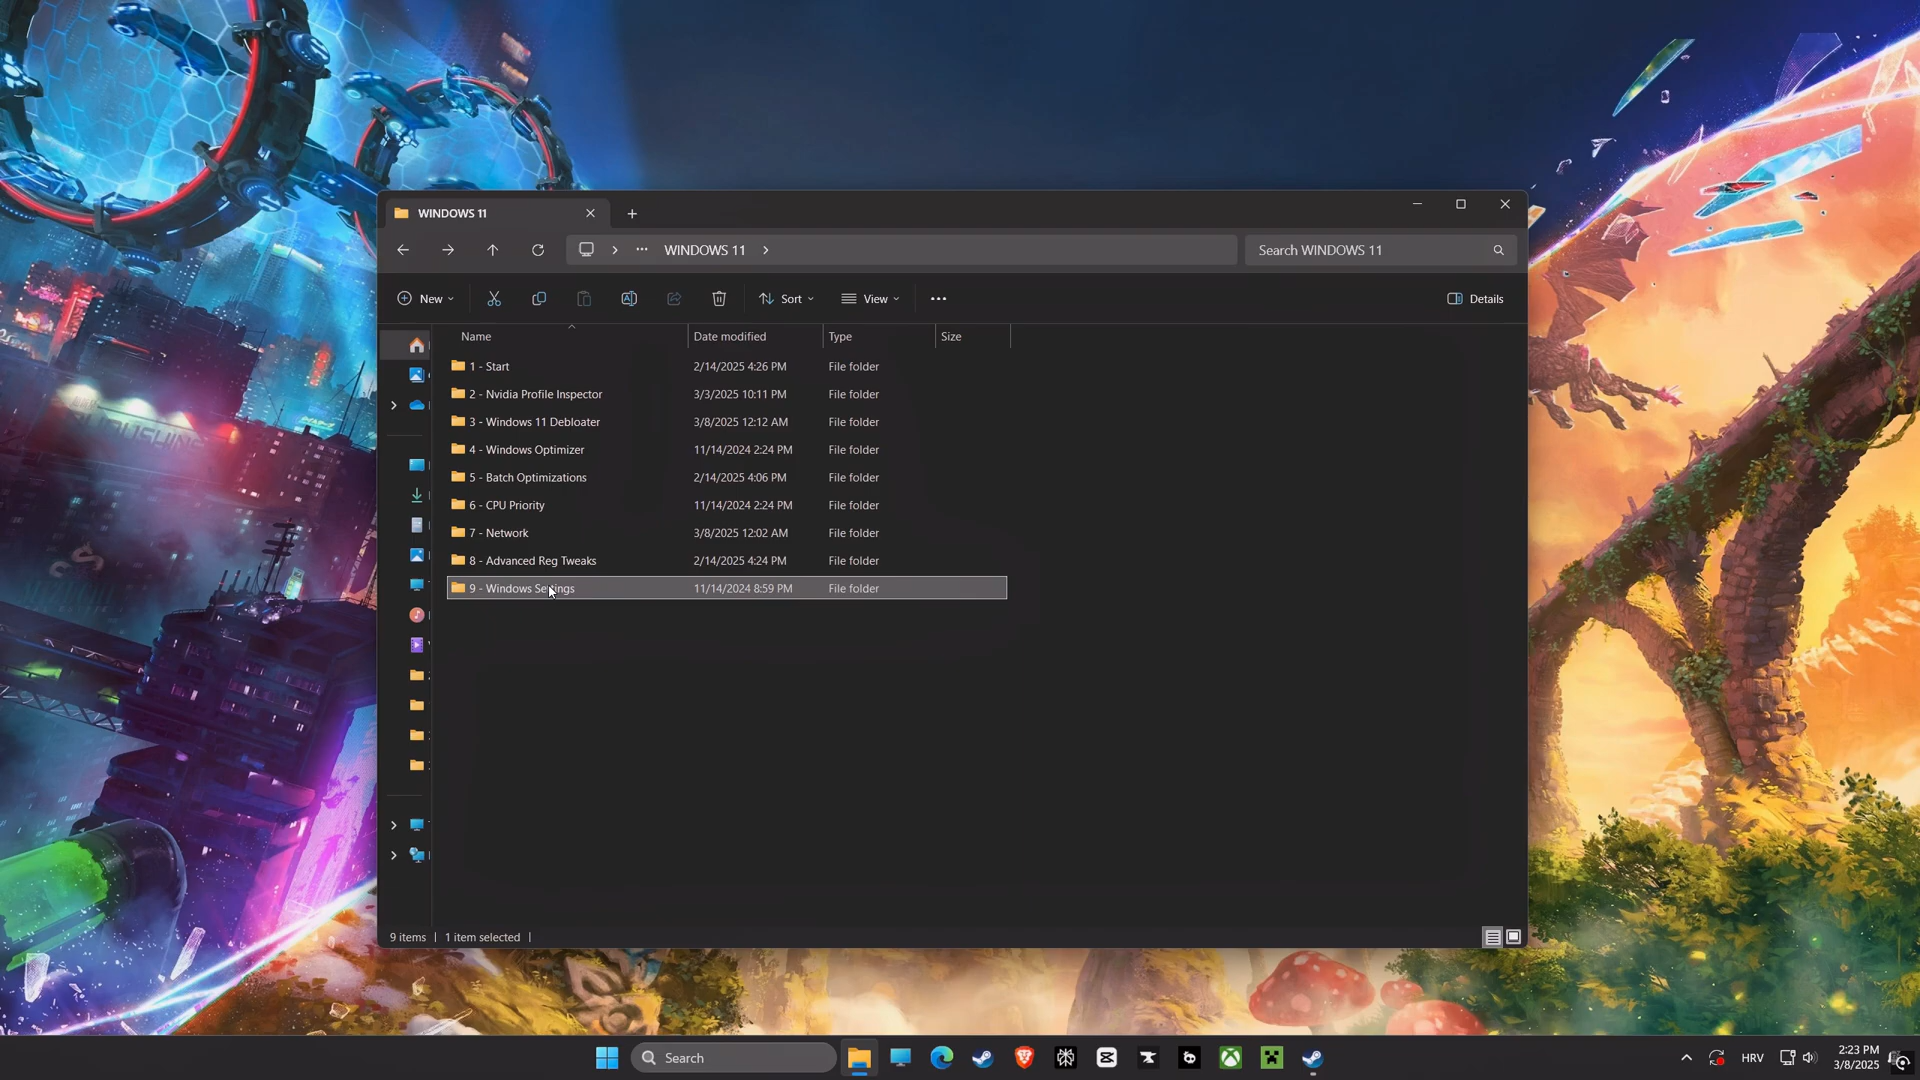 WINDOWS 11
WINDOWS 11
Search WINDOWS 11
New
Sort
View
Details
Name Date modified Type Size
1 - Start 2/14/2025 4:26 PM File folder
2 - Nvidia Profile Inspector 3/3/2025 10:11 PM File folder
3 - Windows 11 Debloater 3/8/2025 12:12 AM File folder
4 - Windows Optimizer 11/14/2024 2:24 PM File folder
5 - Batch Optimizations 2/14/2025 4:06 PM File folder
6 - CPU Priority 11/14/2024 2:24 PM File folder
7 - Network 3/8/2025 12:02 AM File folder
8 - Advanced Reg Tweaks 2/14/2025 4:24 PM File folder
9 - Windows Settings 11/14/2024 8:59 PM File folder
9 items | 1 item selected |
Search
HRV
2:23 PM
3/8/2025